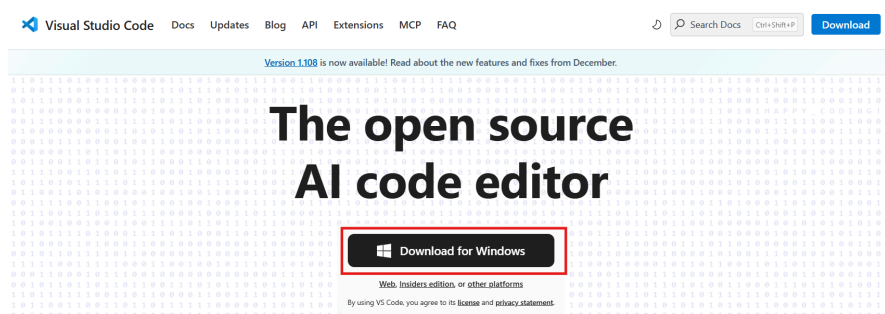 Visual Studio Code Docs Updates Blog API Extensions MCP FAQ Search Docs Ctrl+Shift+P Download
Version 1.108 is now available! Read about the new features and fixes from December.
The open source
AI code editor
Download for Windows
Web, Insiders edition, or other platforms
By using VS Code, you agree to its license and privacy statement.